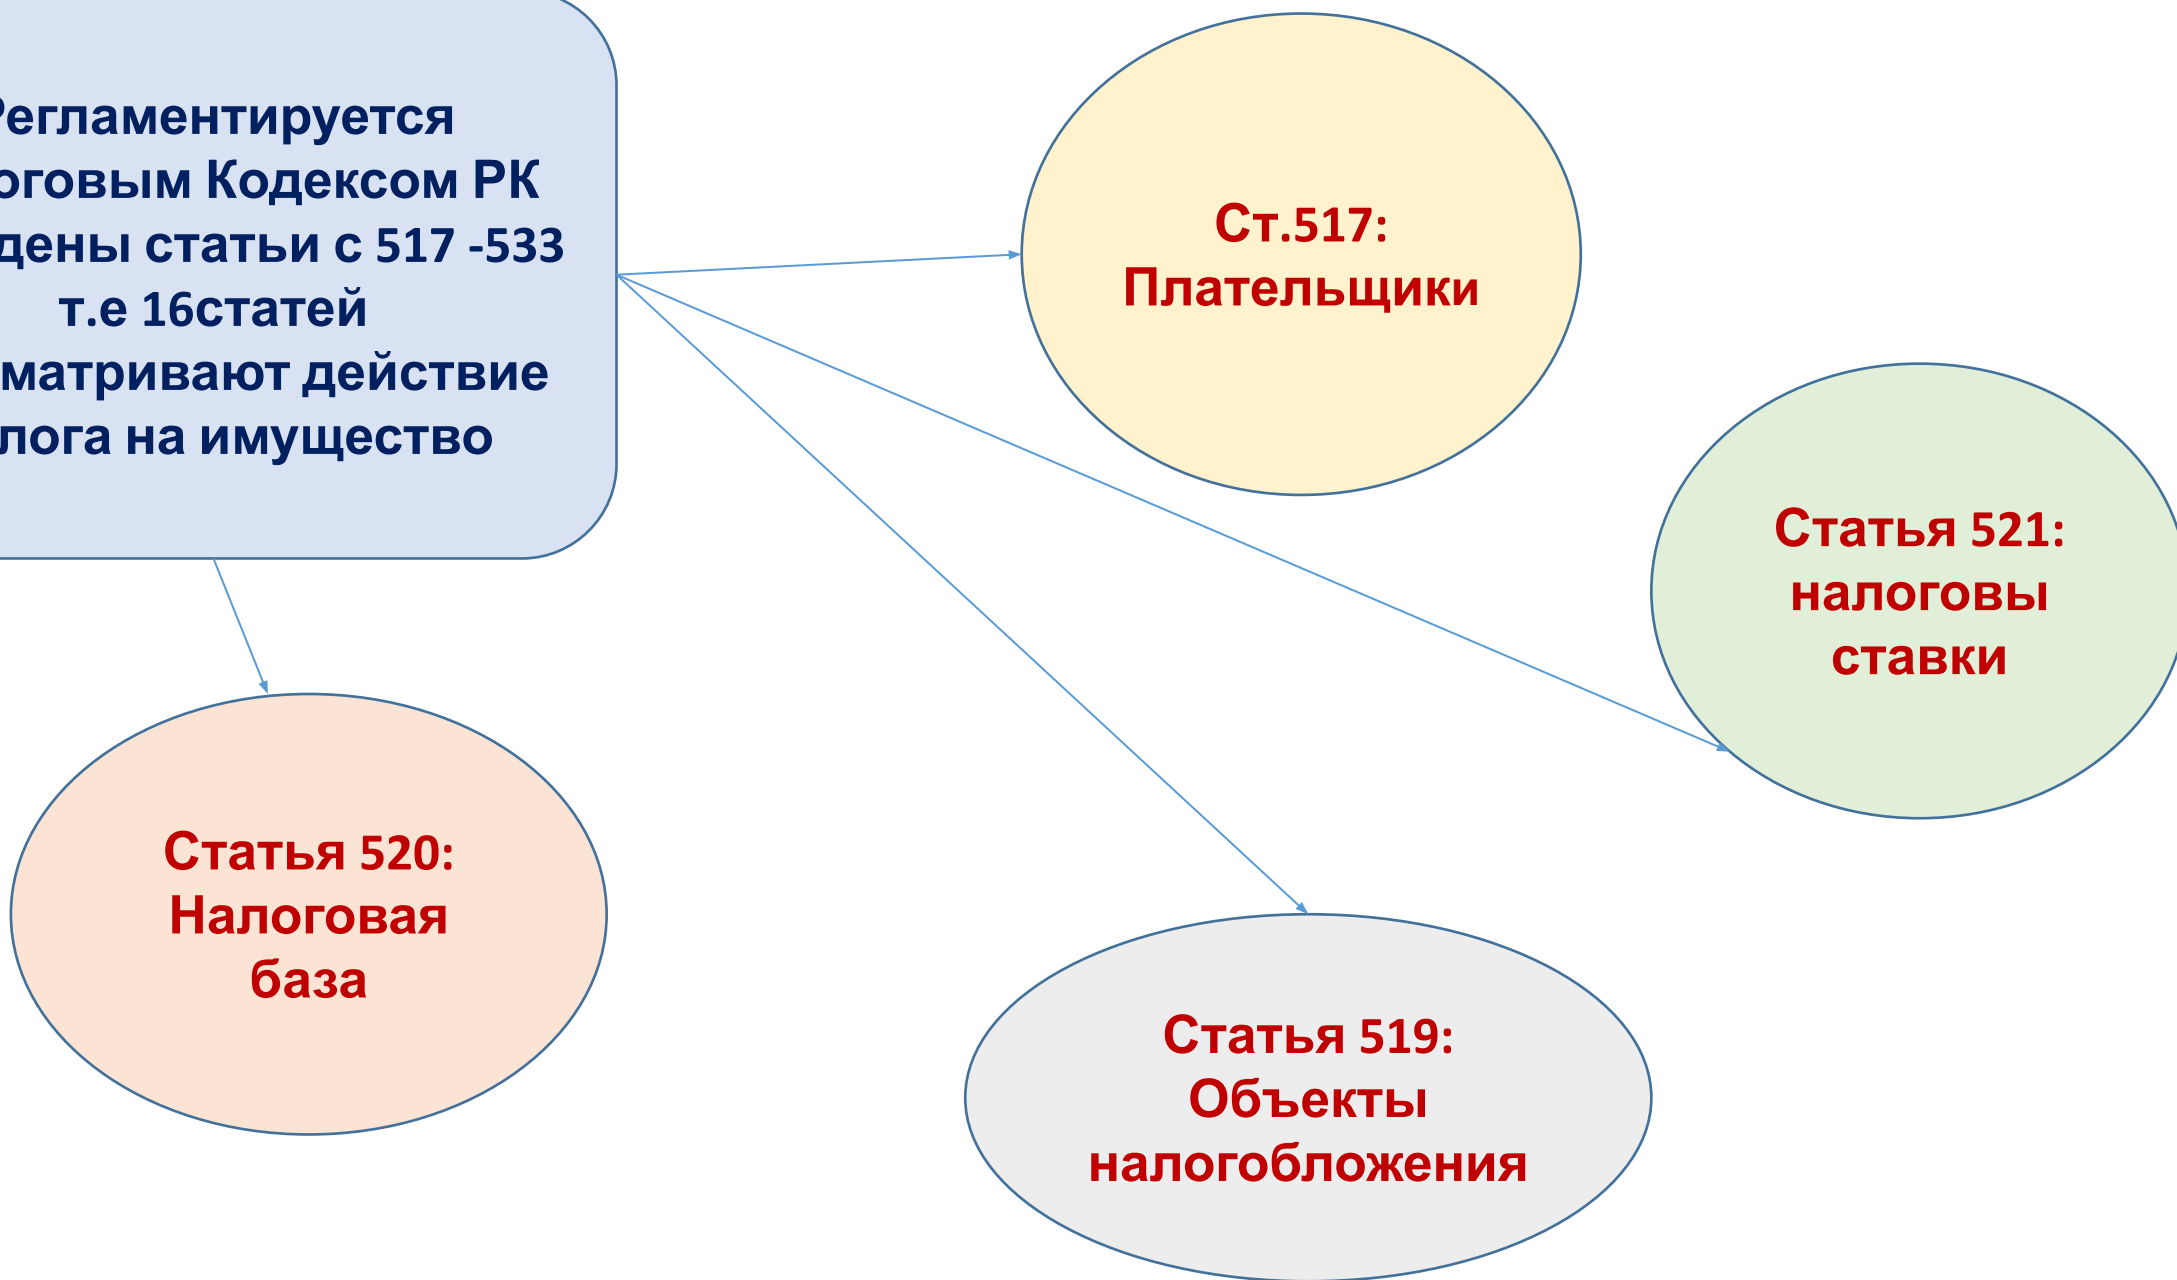 Регламентируется
оговым Кодексом РК
дены статьи с 517 -533
т.е 16статей
матривают действие
лога на имущество
Ст.517:
Плательщики
Статья 521:
налоговы
ставки
Статья 520:
Налоговая
база
Статья 519:
Объекты
налогобложения